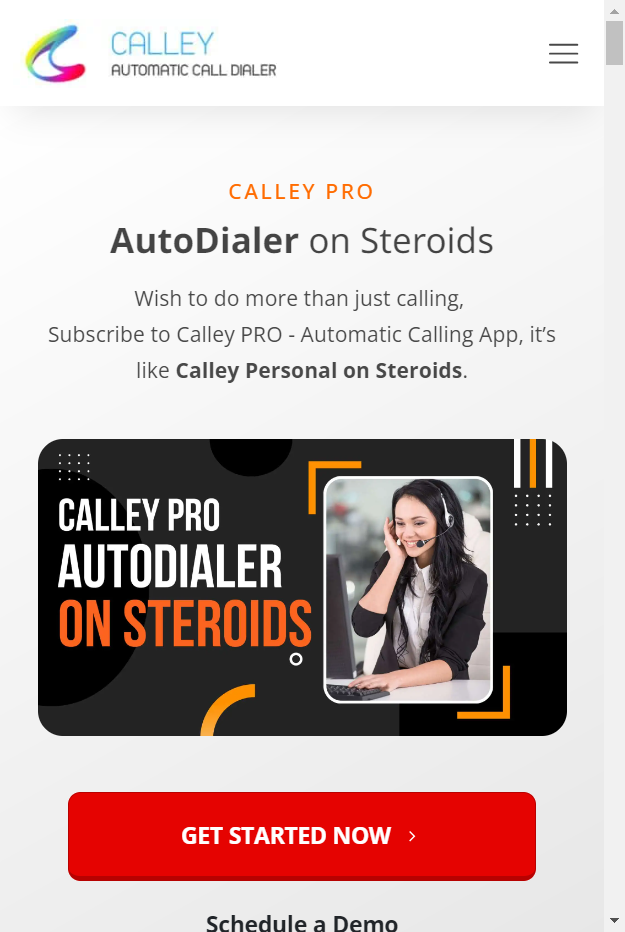 CALLEY
AUTOMATIC CALL DIALER
CALLEY PRO
AutoDialer on Steroids
Wish to do more than just calling,
Subscribe to Calley PRO - Automatic Calling App, it’s
like Calley Personal on Steroids.
CALLEY PRO
AUTODIALER
ON STEROIDS
GET STARTED NOW
Schedule a Demo